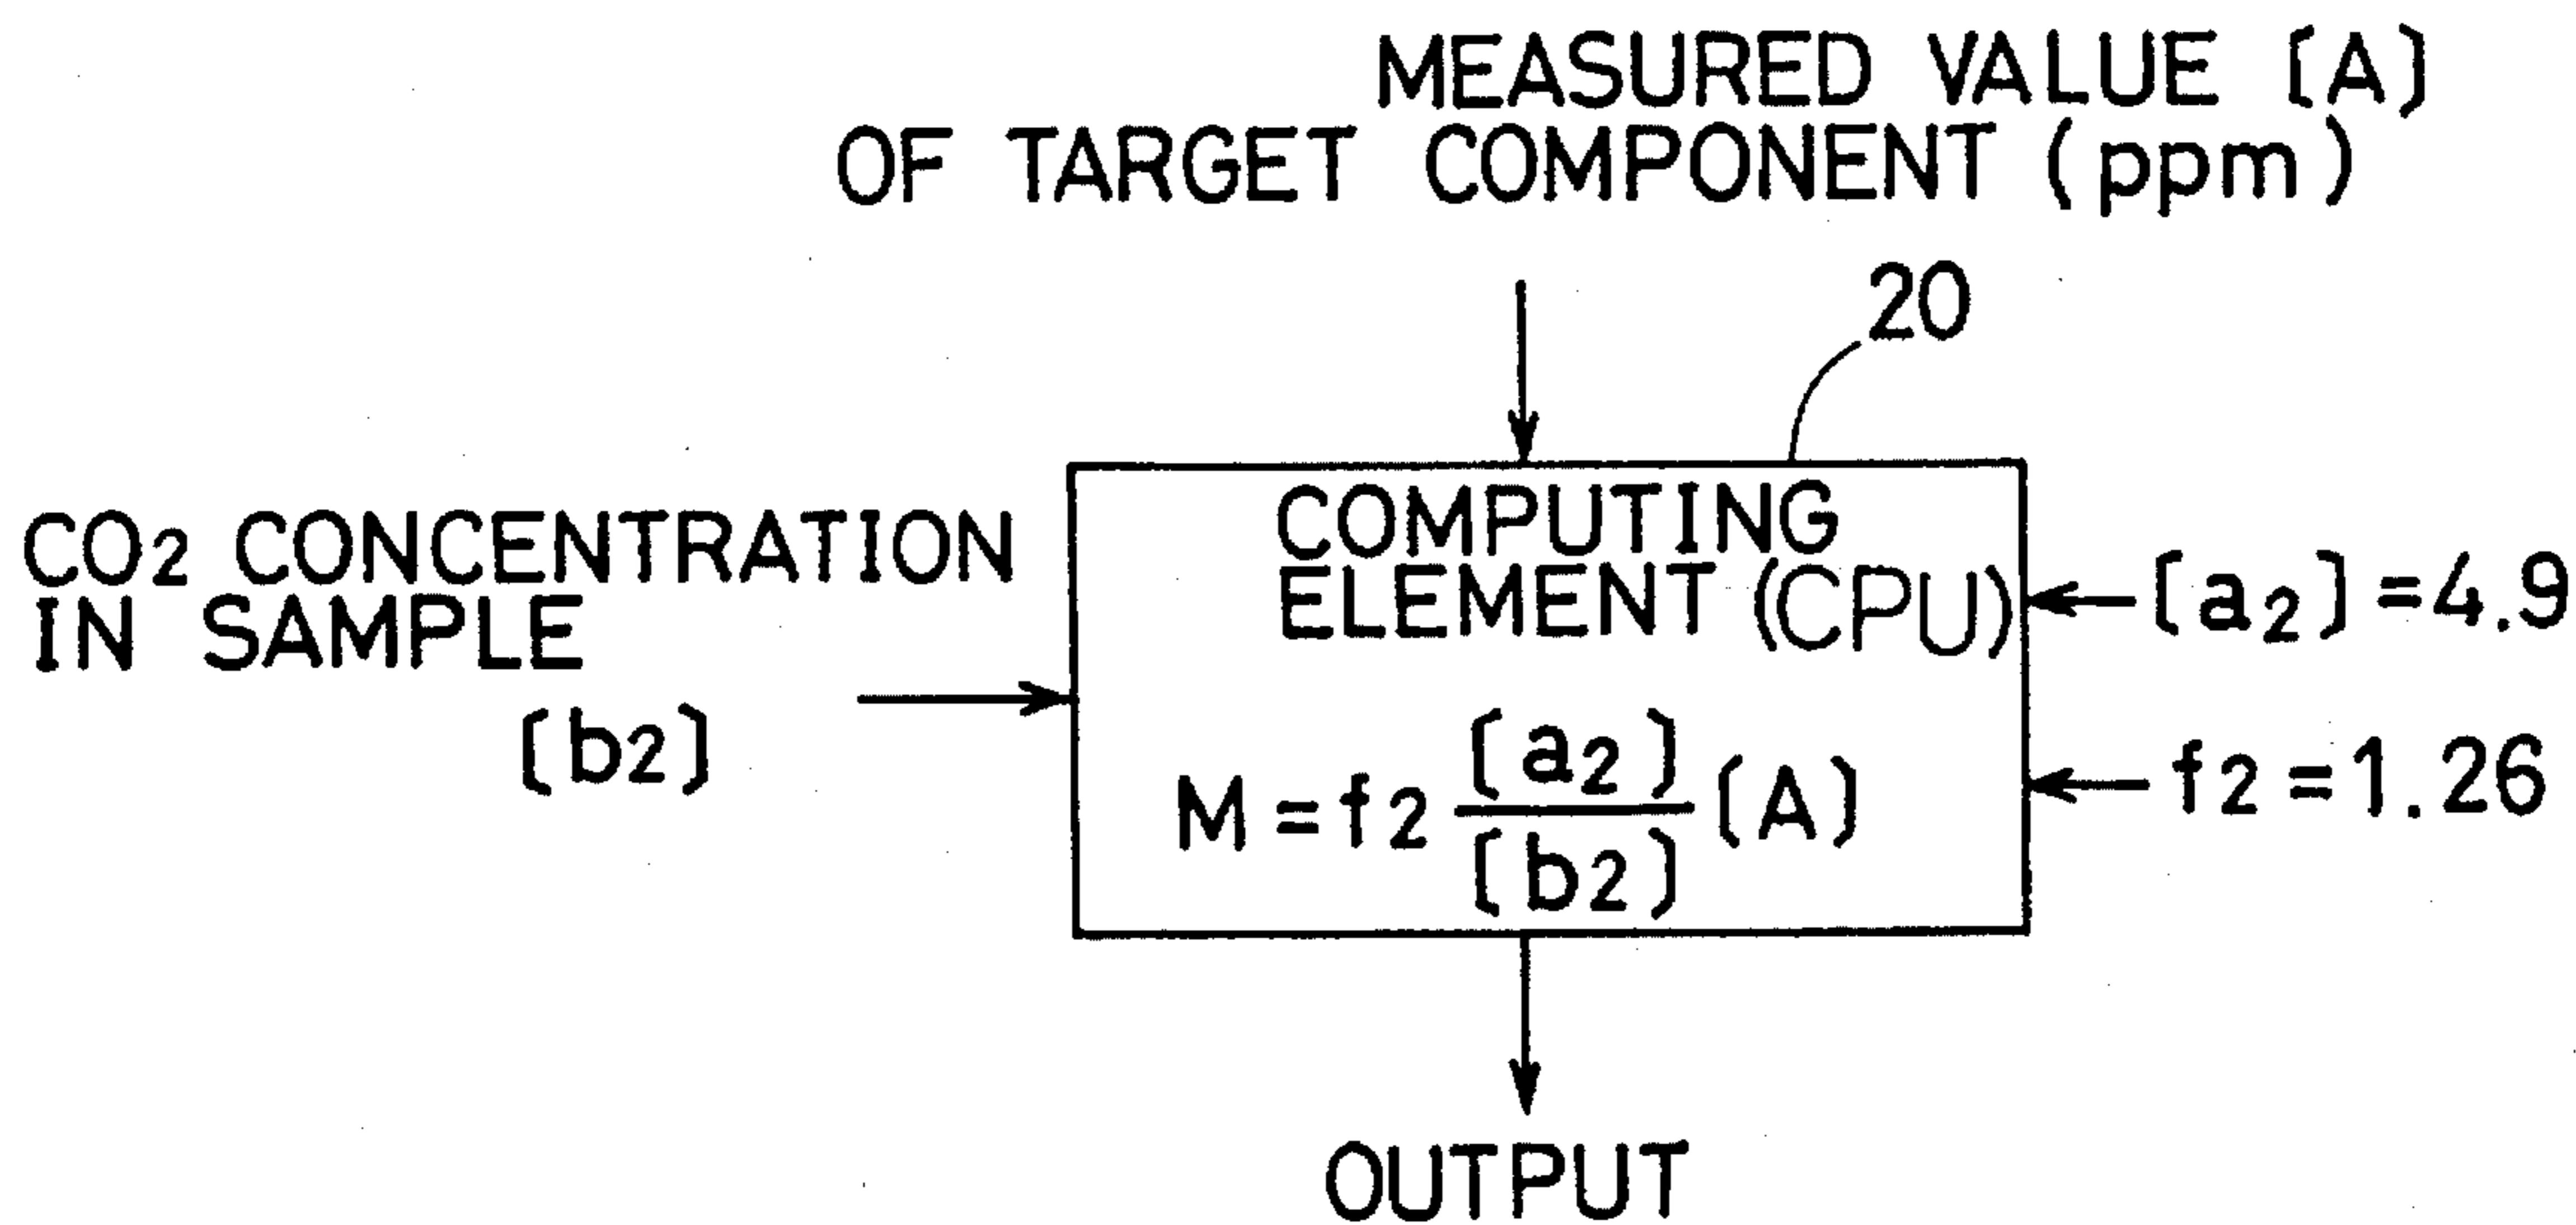 MEASURED VALUE [A]
OF TARGET COMPONENT (ppm)
20
CO2 CONCENTRATION
IN SAMPLE
[b2]
COMPUTING
ELEMENT (CPU)
M = f2 [a2]/[b2] [A]
[a2] = 4.9
f2 = 1.26
OUTPUT